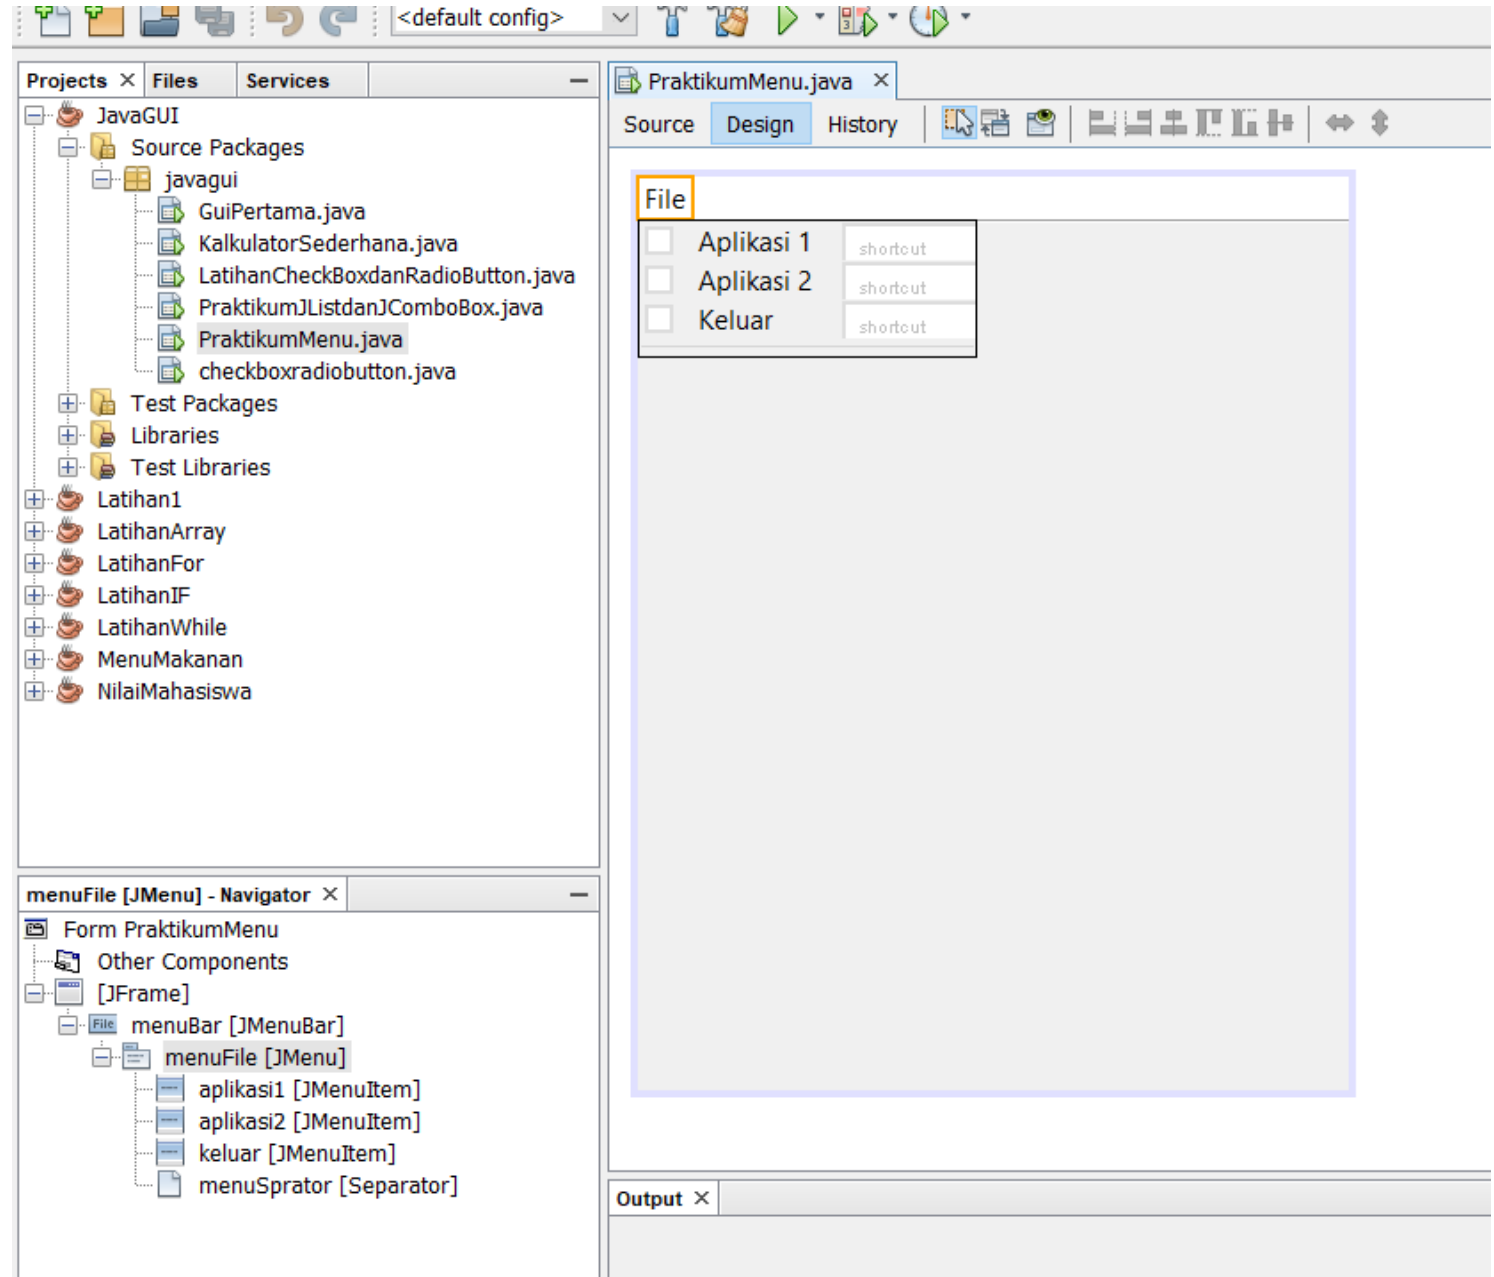 <default config>
Projects Files Services
JavaGUI
Source Packages
javagui
GuiPertama.java
KalkulatorSederhana.java
LatihanCheckBoxdanRadioButton.java
PraktikumJListdanJComboBox.java
PraktikumMenu.java
checkboxradiobutton.java
Test Packages
Libraries
Test Libraries
Latihan1
LatihanArray
LatihanFor
LatihanIF
LatihanWhile
MenuMakanan
NilaiMahasiswa
menuFile [JMenu] - Navigator
Form PraktikumMenu
Other Components
[JFrame]
File menuBar [JMenuBar]
menuFile [JMenu]
aplikasi1 [JMenuItem]
aplikasi2 [JMenuItem]
keluar [JMenuItem]
menuSprator [Separator]
PraktikumMenu.java
Source Design History
File
Aplikasi 1 shortcut
Aplikasi 2 shortcut
Keluar shortcut
Output